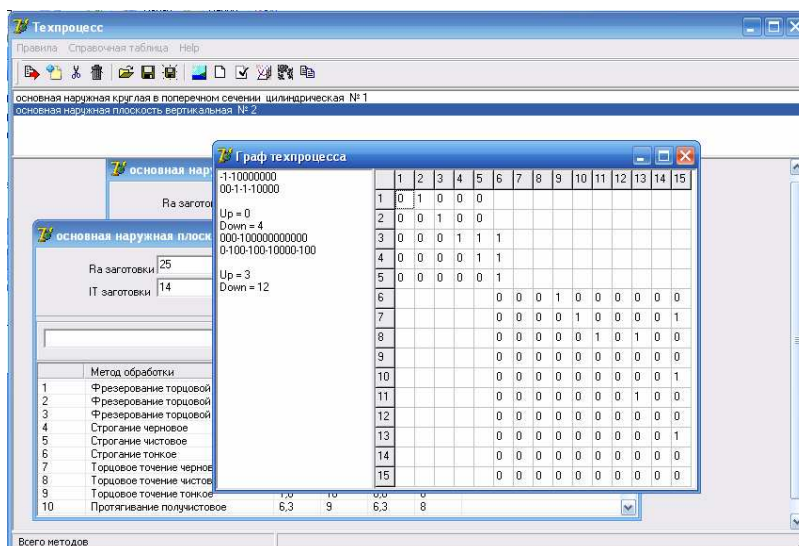 Техпроцесс
Правила Справочная таблица Help
основная наружная круглая в поперечном сечении цилиндрическая № 1
основная наружная плоскость вертикальная № 2
основная нар
Ra загото
основная наружная плоск
Ra заготовки 25
IT заготовки 14
Метод обработки
1 Фрезерование торцовой
2 Фрезерование торцовой
3 Фрезерование торцовой
4 Строгание черновое
5 Строгание чистовое
6 Строгание тонкое
7 Торцовое точение чернов
8 Торцовое точение чистов
9 Торцовое точение тонкое 1,6 10 6,3 8
10 Протягивание получистовое 6,3 9 6,3 8
Граф техпроцесса
-1-10000000
00-1-1-10000
Up = 0
Down = 4
000-100000000000
0-100-100-10000-100
Up = 3
Down = 12
1 2 3 4 5 6 7 8 9 10 11 12 13 14 15
1 0 1 0 0 0
2 0 0 1 0 0
3 0 0 0 1 1 1
4 0 0 0 0 1 1
5 0 0 0 0 0 1
6 0 0 0 1 0 0 0 0 0 0
7 0 0 0 0 1 0 0 0 0 1
8 0 0 0 0 0 1 0 1 0 0
9 0 0 0 0 0 0 0 0 0 0
10 0 0 0 0 0 0 0 0 0 1
11 0 0 0 0 0 0 0 1 0 0
12 0 0 0 0 0 0 0 0 0 0
13 0 0 0 0 0 0 0 0 0 1
14 0 0 0 0 0 0 0 0 0 0
15 0 0 0 0 0 0 0 0 0 0
Всего методов